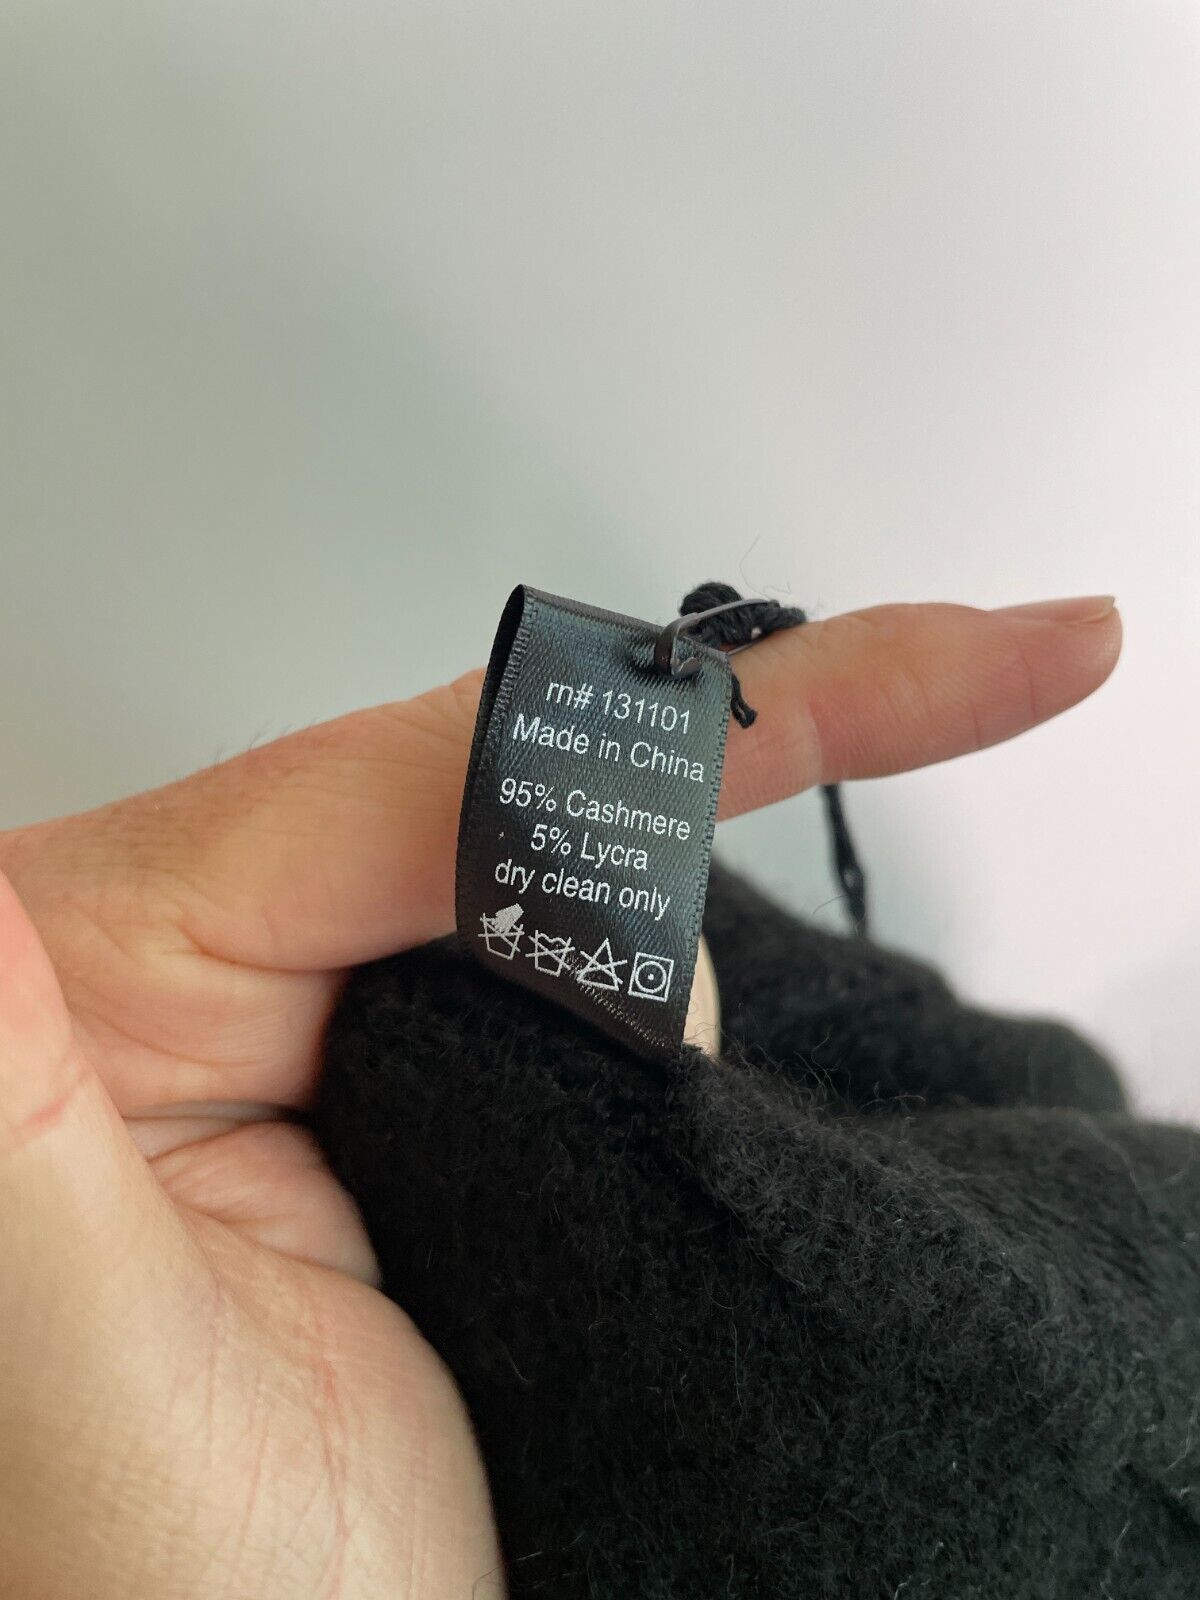 rn# 131101
Made in China
95% Cashmere
5% Lycra
dry clean only